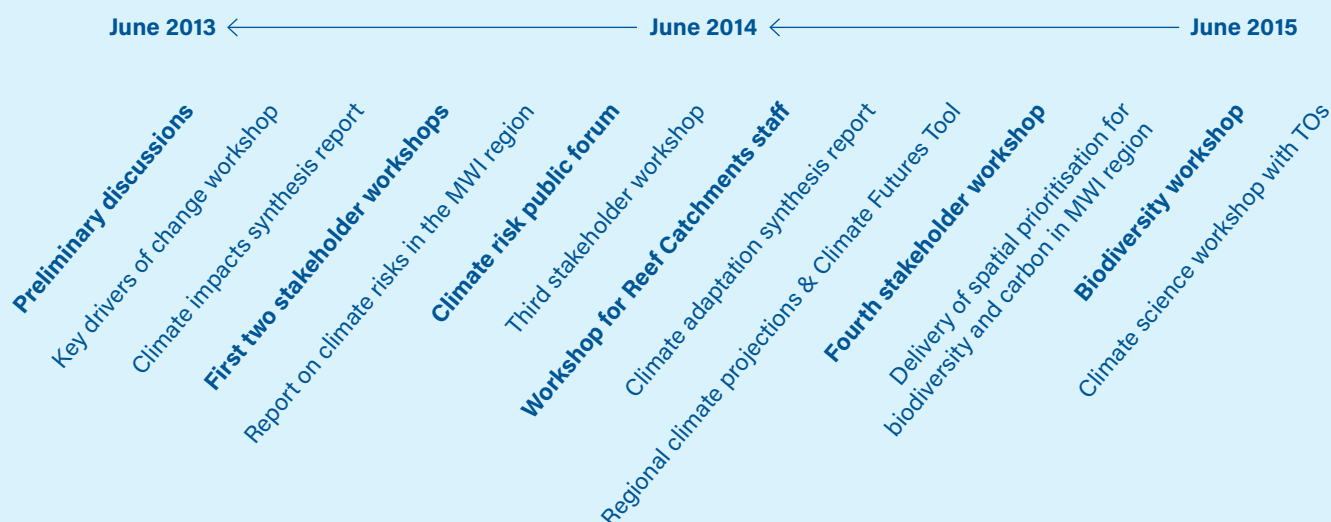 June 2013
June 2014
June 2015
Preliminary discussions
Key drivers of change workshop
Climate impacts synthesis report
First two stakeholder workshops
Report on climate risks in the MWI region
Climate risk public forum
Third stakeholder workshop
Workshop for Reef Catchments staff
Climate adaptation synthesis report
Regional climate projections & Climate Futures Tool
Fourth stakeholder workshop
Delivery of spatial prioritisation for
biodiversity and carbon in MWI region
Biodiversity workshop
Climate science workshop with TOs